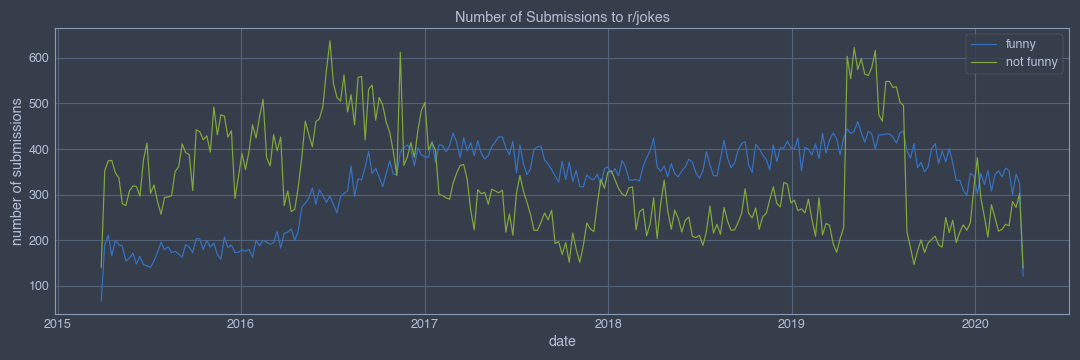 Number of Submissions to r/jokes
funny
not funny
number of submissions
600
500
400
300
200
100
2015
2016
2017
2018
2019
2020
date